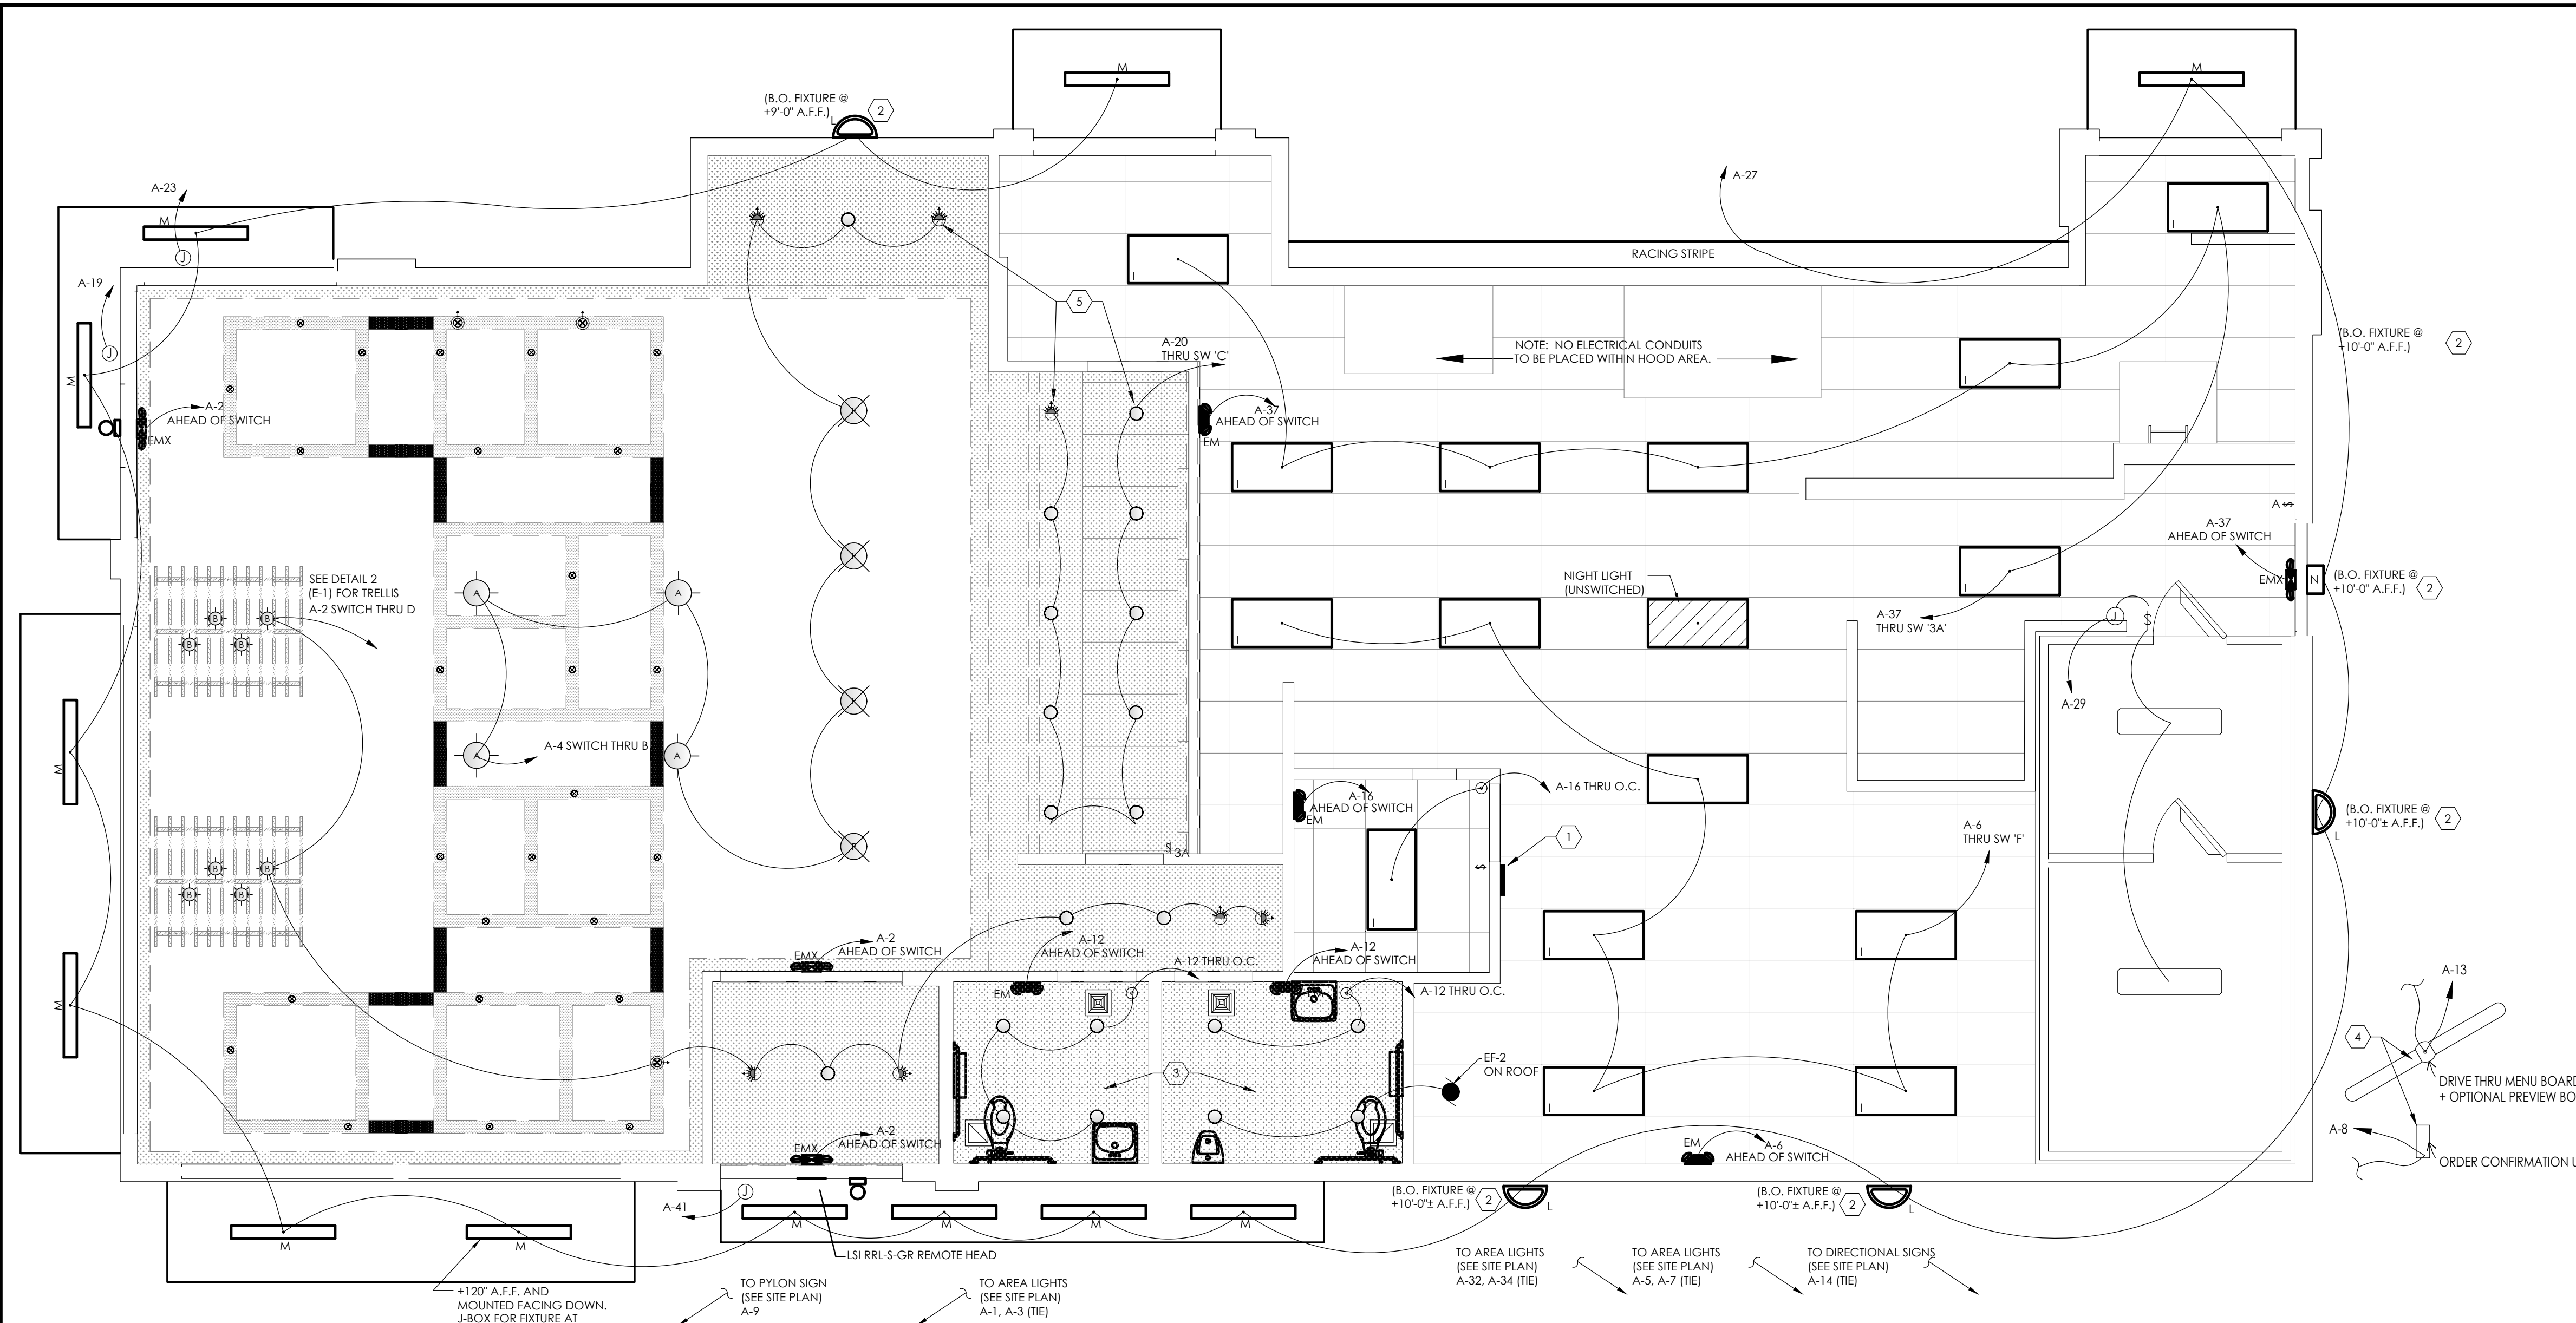 M
M
(B.O. FIXTURE @
+9'-0" A.F.F.)
L
2
A-23
M
J
A-27
RACING STRIPE
A-19
J
M
5
A-20
THRU SW 'C'
NOTE: NO ELECTRICAL CONDUITS
TO BE PLACED WITHIN HOOD AREA.
(B.O. FIXTURE @
+10'-0" A.F.F.)
2
I
I
I
A-2
AHEAD OF SWITCH
EMX
A-37
AHEAD OF SWITCH
EM
I
I
I
F
F
F
F
A $
A-37
AHEAD OF SWITCH
EMX
N
(B.O. FIXTURE @
+10'-0" A.F.F.)
2
SEE DETAIL 2
(E-1) FOR TRELLIS
A-2 SWITCH THRU D
B
B
B
B
A
A
A
A
NIGHT LIGHT
(UNSWITCHED)
I
A-37
THRU SW '3A'
J
$
A-29
M
A-4 SWITCH THRU B
A-16
AHEAD OF SWITCH
EM
A-16 THRU O.C.
1
$
I
(B.O. FIXTURE @
+10'-0"± A.F.F.)
2
L
A-6
THRU SW 'F'
$ 3A
B
B
B
B
I
I
M
EMX
A-2
AHEAD OF SWITCH
A-12
AHEAD OF SWITCH
A-12
AHEAD OF SWITCH
A-12 THRU O.C.
EM
A-12 THRU O.C.
A-13
4
DRIVE THRU MENU BOARD
+ OPTIONAL PREVIEW BO
A-8
ORDER CONFIRMATION U
3
EF-2
ON ROOF
I
I
EMX
A-2
AHEAD OF SWITCH
EM
A-6
AHEAD OF SWITCH
J
A-41
M
M
M
M
M
M
(B.O. FIXTURE @
+10'-0"± A.F.F.)
2
L
(B.O. FIXTURE @
+10'-0"± A.F.F.)
2
L
LSI RRL-S-GR REMOTE HEAD
+120" A.F.F. AND
MOUNTED FACING DOWN.
J-BOX FOR FIXTURE AT
TO PYLON SIGN
(SEE SITE PLAN)
A-9
TO AREA LIGHTS
(SEE SITE PLAN)
A-1, A-3 (TIE)
TO AREA LIGHTS
(SEE SITE PLAN)
A-32, A-34 (TIE)
TO AREA LIGHTS
(SEE SITE PLAN)
A-5, A-7 (TIE)
TO DIRECTIONAL SIGNS
(SEE SITE PLAN)
A-14 (TIE)